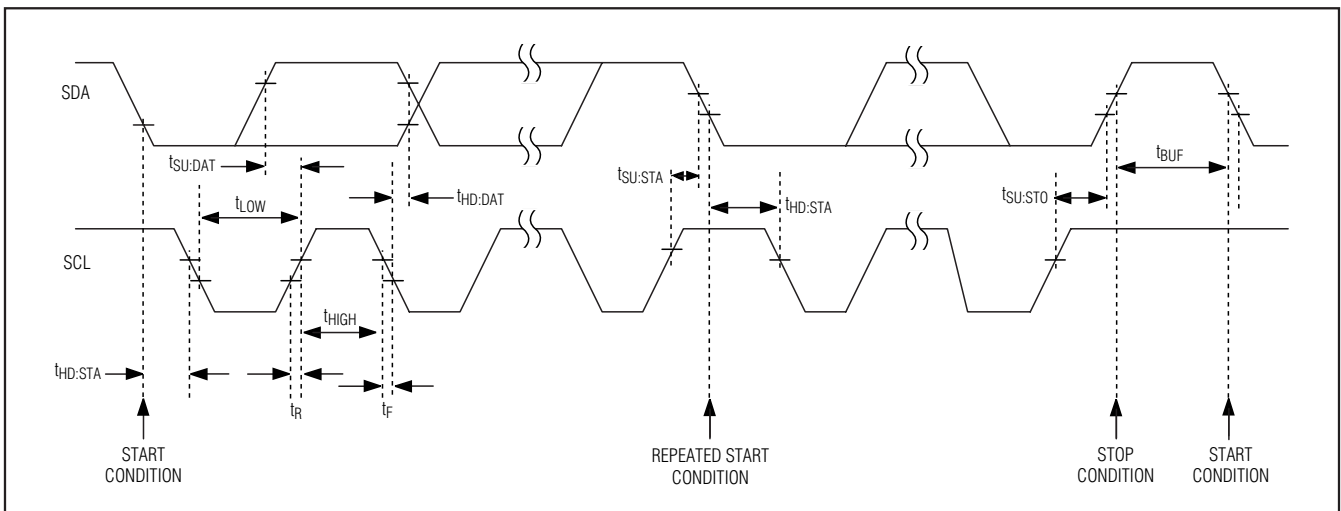 SDA
tSU:DAT
tLOW
tHD:DAT
tSU:STA
tHD:STA
tSU:STO
tBUF
SCL
tHIGH
tHD:STA
tR
tF
START
CONDITION
REPEATED START
CONDITION
STOP
CONDITION
START
CONDITION